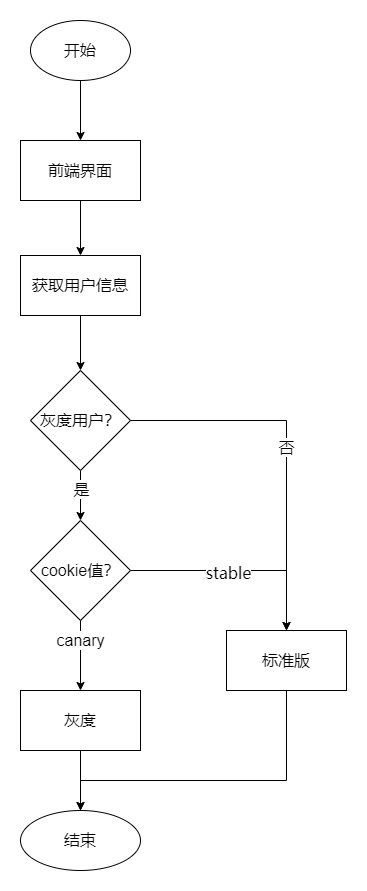 开始
前端界面
获取用户信息
灰度用户?
否
是
cookie值?
stable
canary
标准版
灰度
结束